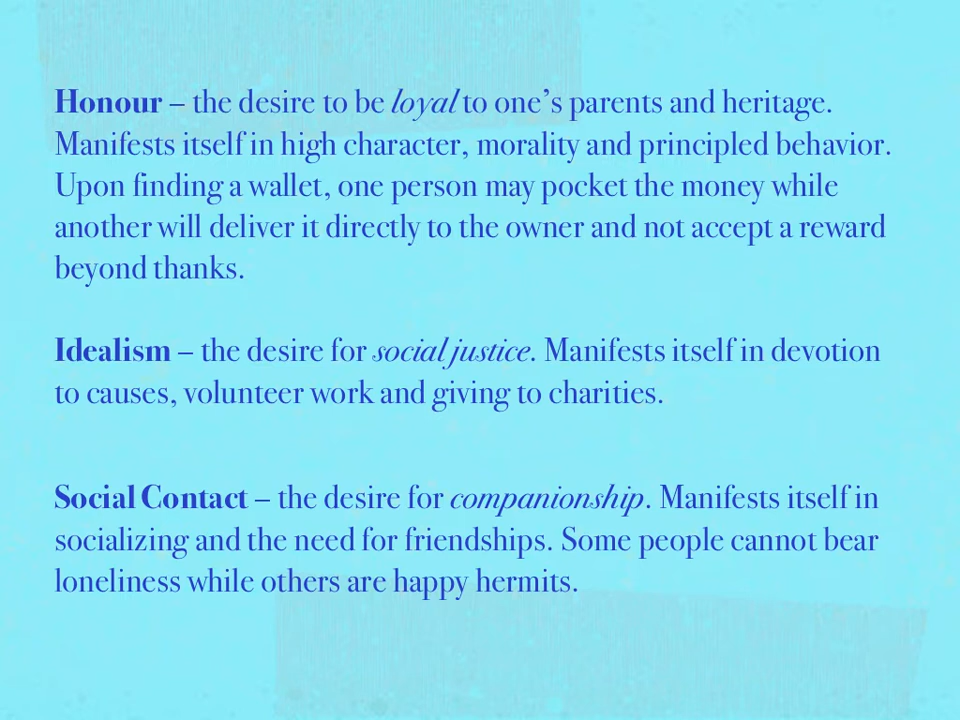 Honour – the desire to be loyal to one’s parents and heritage.
Manifests itself in high character, morality and principled behavior.
Upon finding a wallet, one person may pocket the money while
another will deliver it directly to the owner and not accept a reward
beyond thanks.
Idealism – the desire for social justice. Manifests itself in devotion
to causes, volunteer work and giving to charities.
Social Contact – the desire for companionship. Manifests itself in
socializing and the need for friendships. Some people cannot bear
loneliness while others are happy hermits.